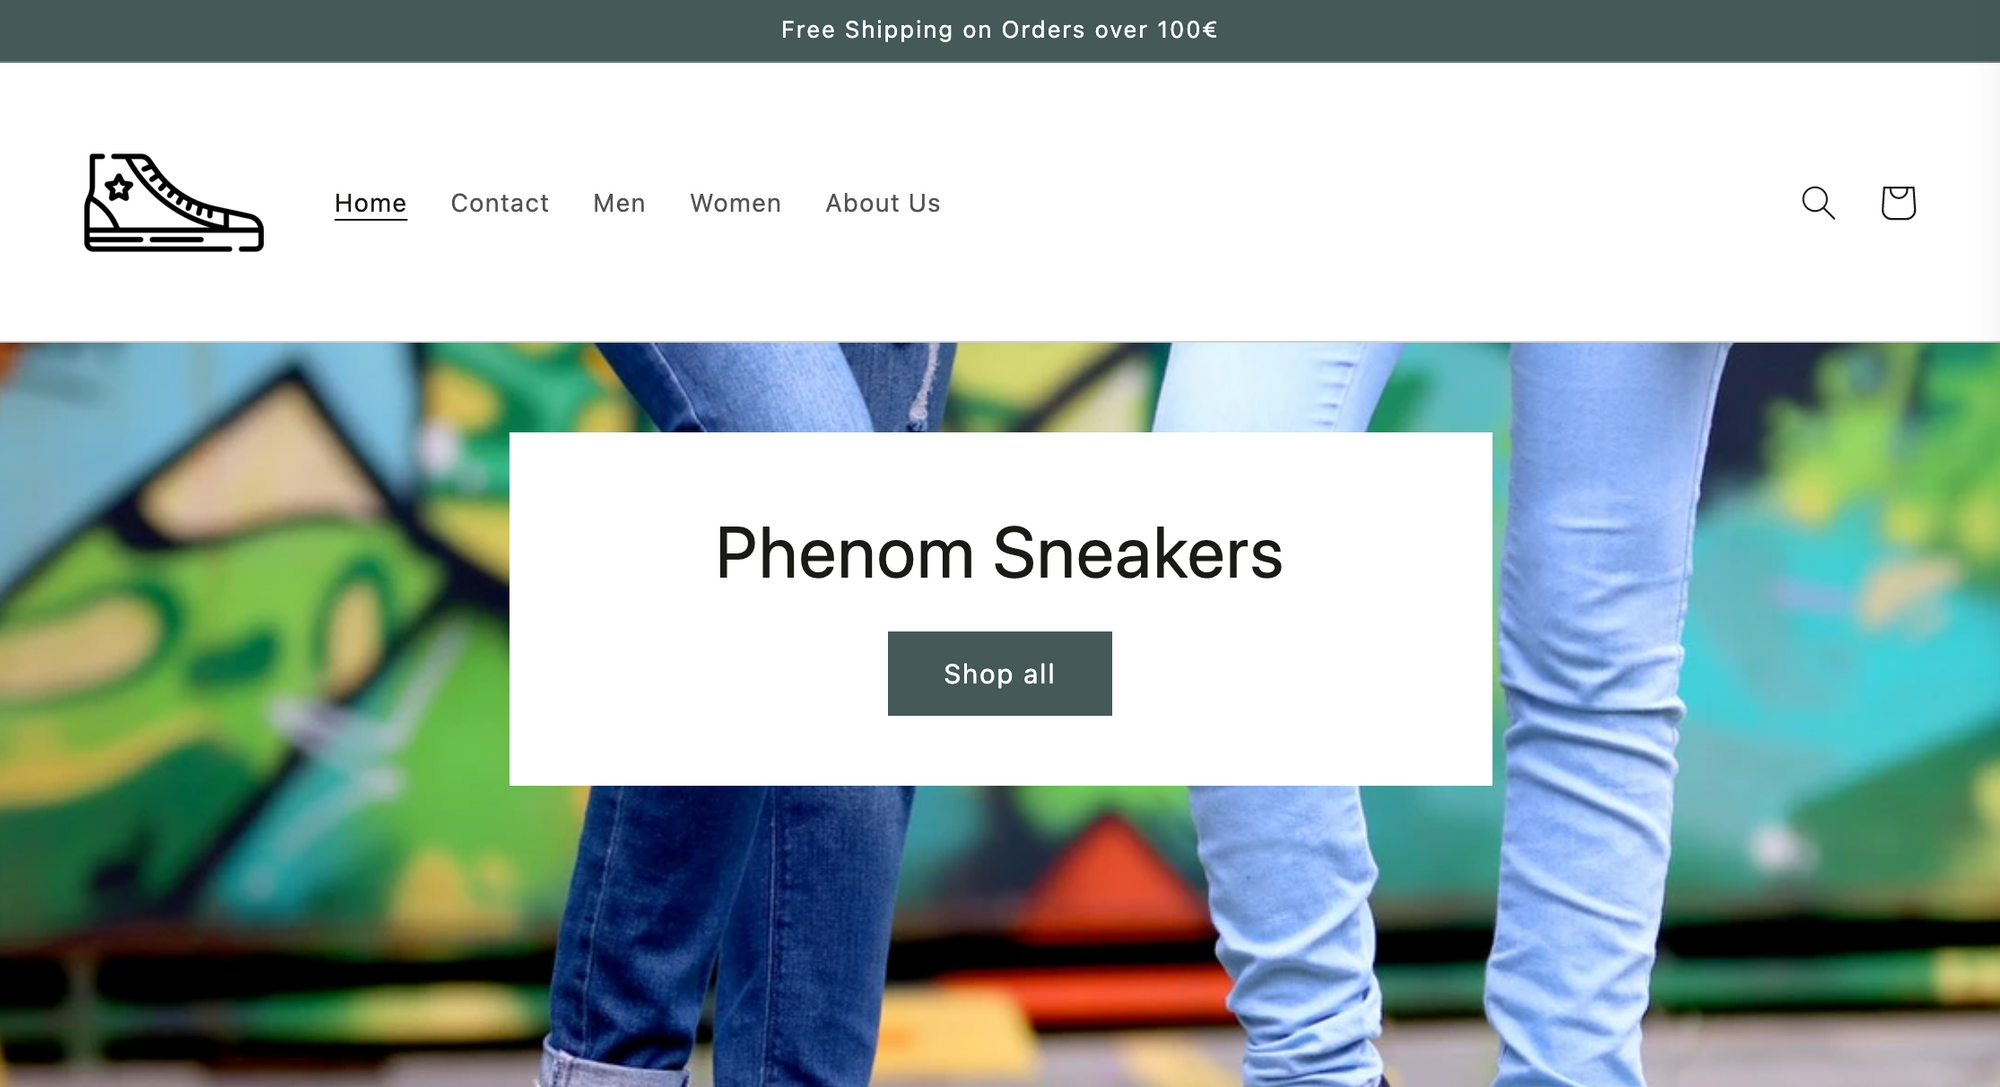 Free Shipping on Orders over 100€
Home Contact Men Women About Us
Phenom Sneakers
Shop all